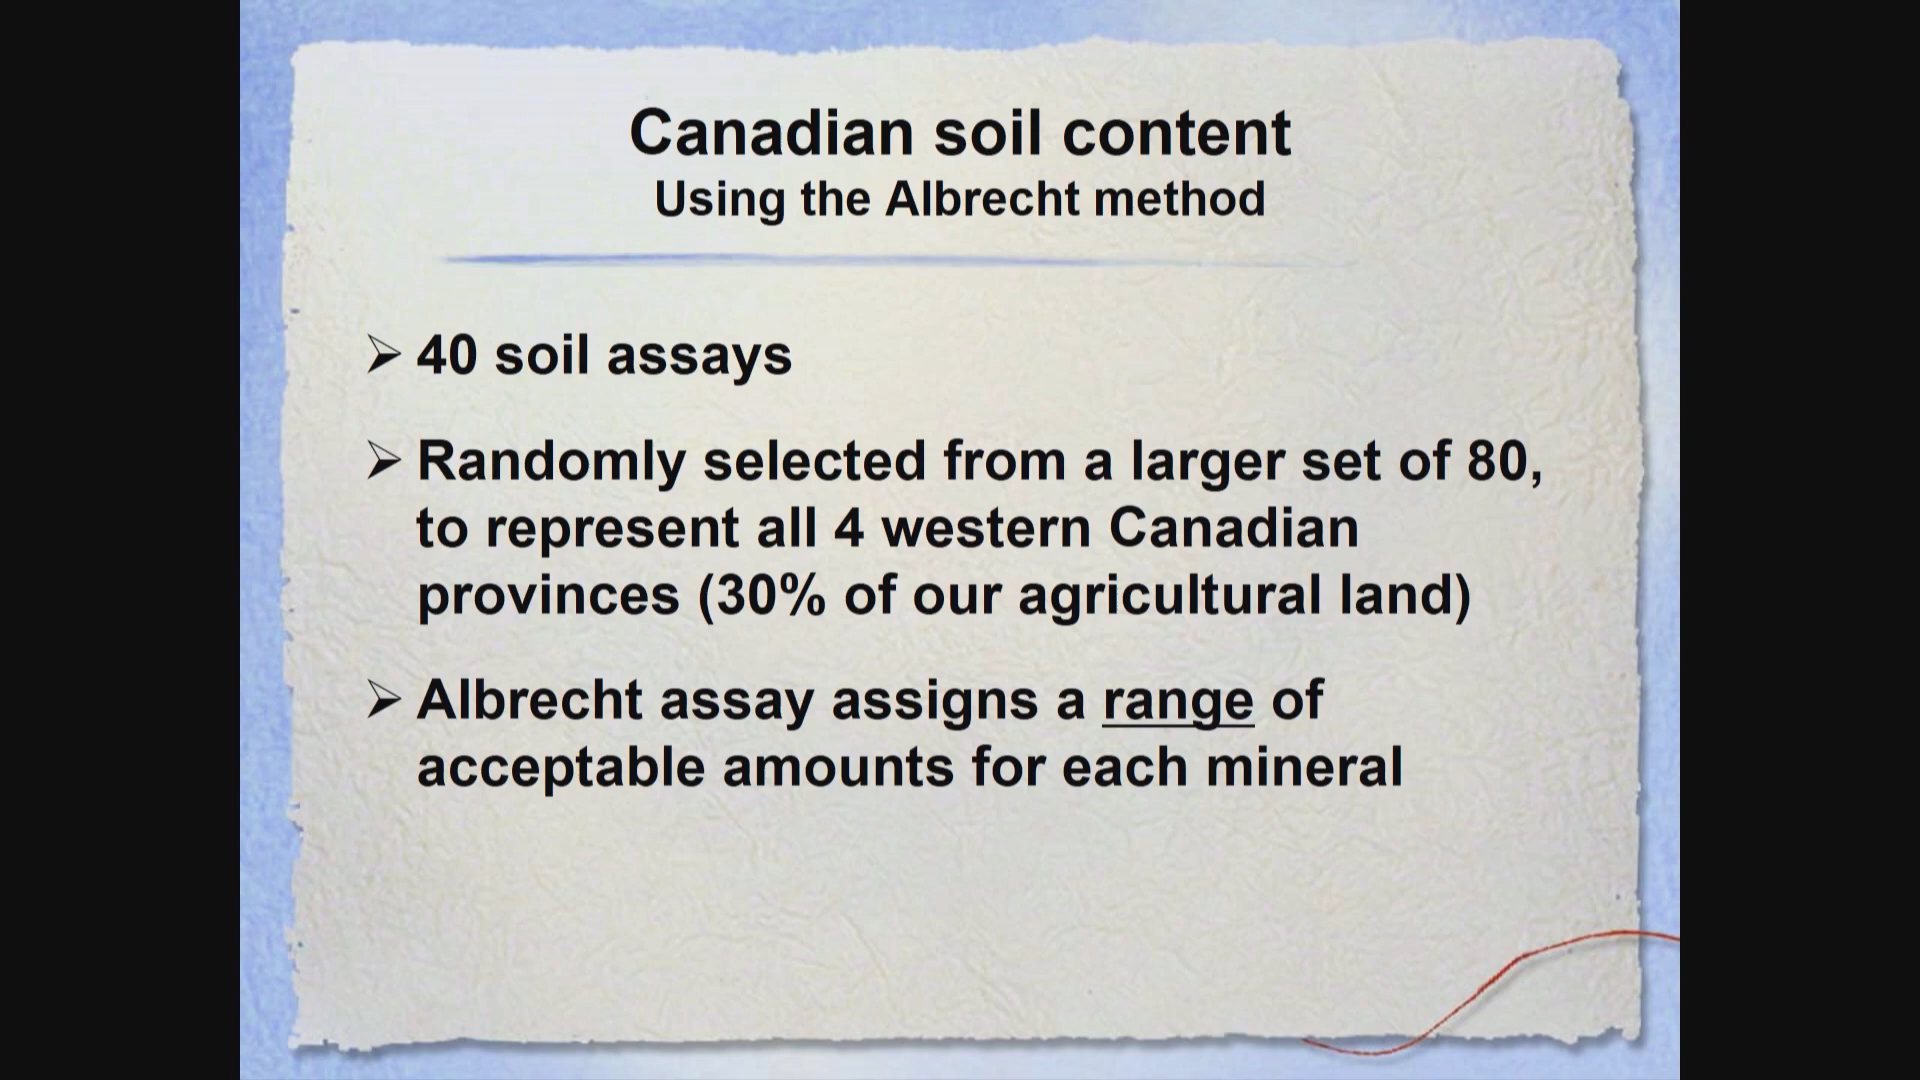 Canadian soil content
Using the Albrecht method
➢ 40 soil assays
➢ Randomly selected from a larger set of 80,
to represent all 4 western Canadian
provinces (30% of our agricultural land)
➢ Albrecht assay assigns a range of
acceptable amounts for each mineral